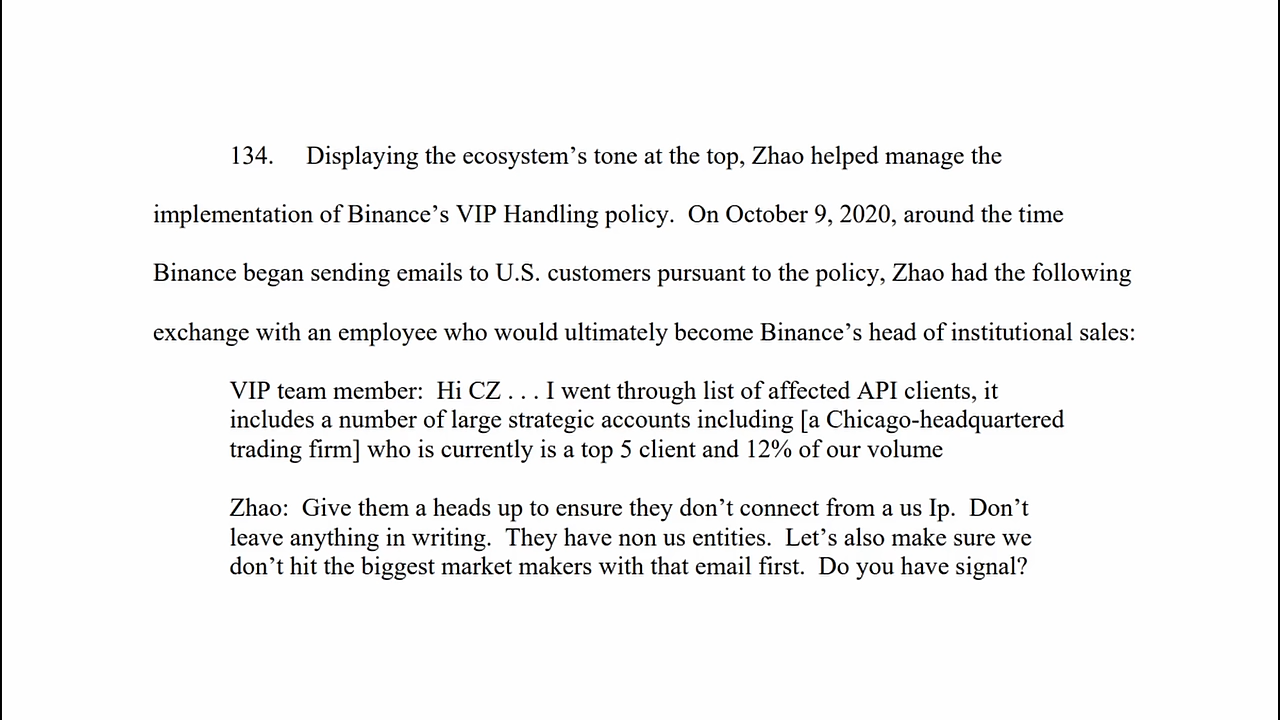 134. Displaying the ecosystem’s tone at the top, Zhao helped manage the
implementation of Binance’s VIP Handling policy. On October 9, 2020, around the time
Binance began sending emails to U.S. customers pursuant to the policy, Zhao had the following
exchange with an employee who would ultimately become Binance’s head of institutional sales:
VIP team member: Hi CZ . . . I went through list of affected API clients, it
includes a number of large strategic accounts including [a Chicago-headquartered
trading firm] who is currently is a top 5 client and 12% of our volume
Zhao: Give them a heads up to ensure they don’t connect from a us Ip. Don’t
leave anything in writing. They have non us entities. Let’s also make sure we
don’t hit the biggest market makers with that email first. Do you have signal?